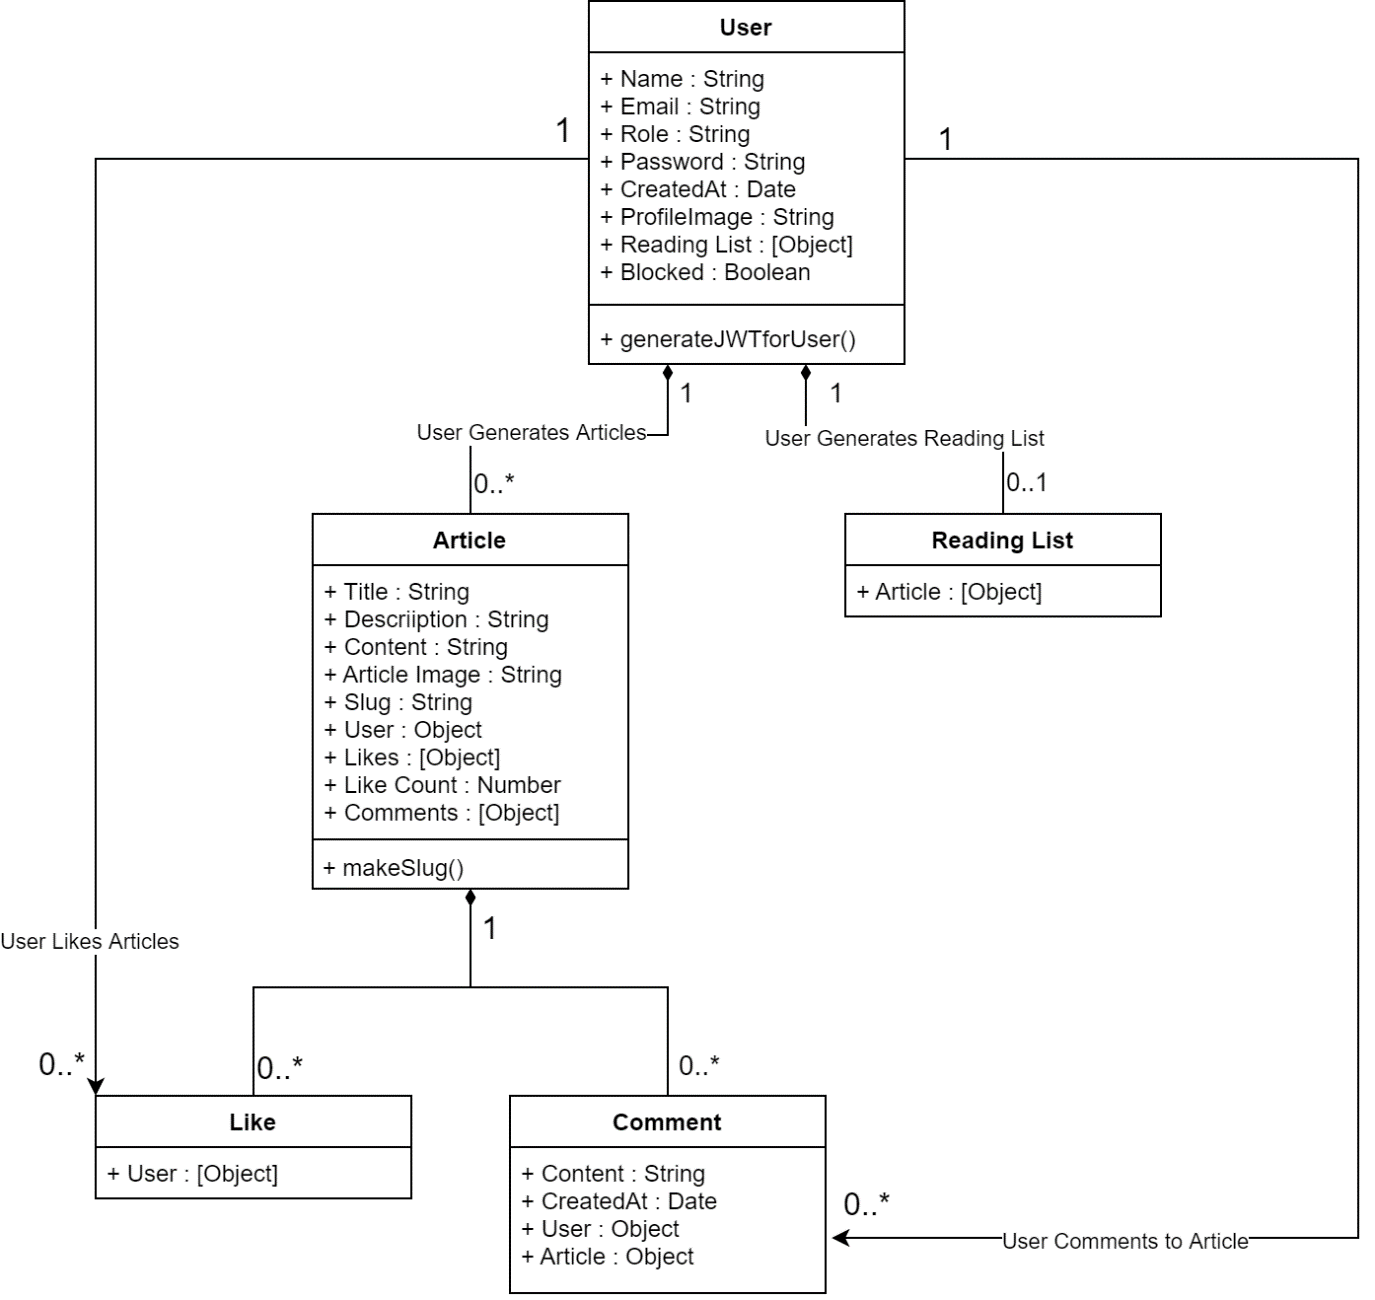 User
+ Name : String
+ Email : String
+ Role : String
+ Password : String
+ CreatedAt : Date
+ ProfileImage : String
+ Reading List : [Object]
+ Blocked : Boolean
+ generateJWTforUser()
1
1
1
1
User Generates Articles
User Generates Reading List
0..*
0..1
Article
+ Title : String
+ Descriiption : String
+ Content : String
+ Article Image : String
+ Slug : String
+ User : Object
+ Likes : [Object]
+ Like Count : Number
+ Comments : [Object]
+ makeSlug()
Reading List
+ Article : [Object]
1
User Likes Articles
0..*
0..*
0..*
Like
+ User : [Object]
Comment
+ Content : String
+ CreatedAt : Date
+ User : Object
+ Article : Object
0..*
User Comments to Article